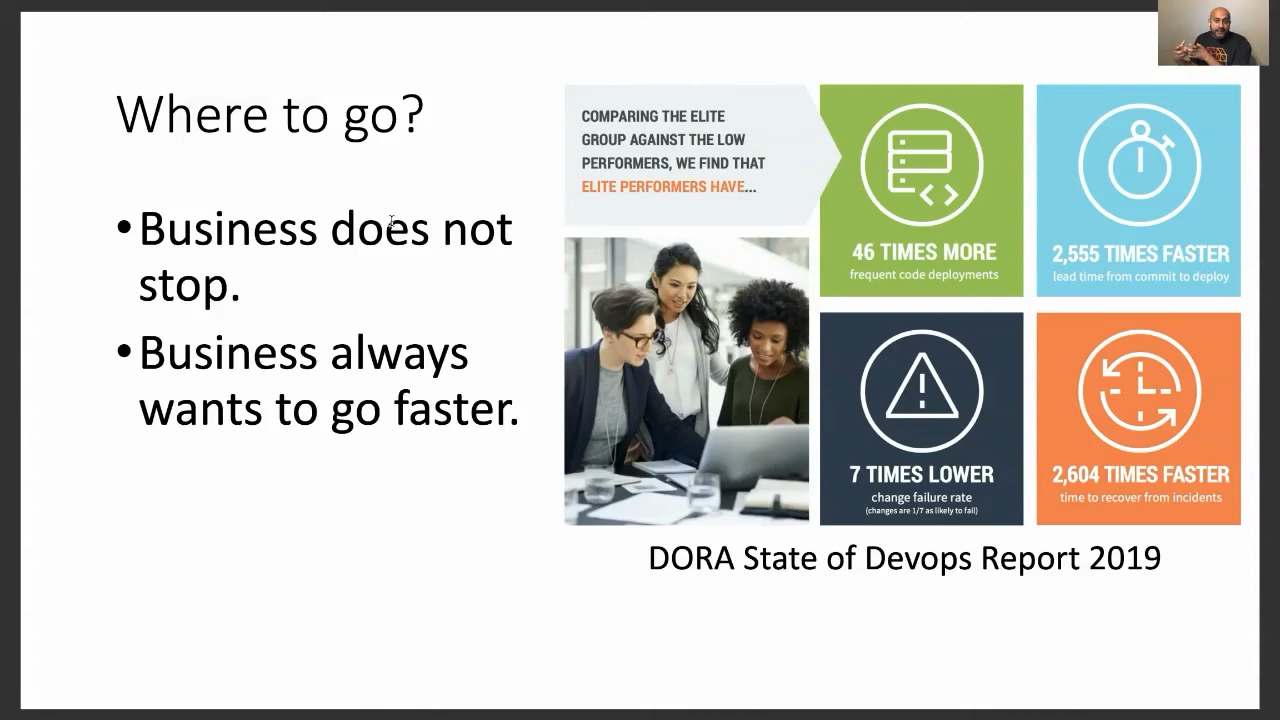 Where to go?
•Business does not
stop.
•Business always
wants to go faster.
COMPARING THE ELITE
GROUP AGAINST THE LOW
PERFORMERS, WE FIND THAT
ELITE PERFORMERS HAVE...
46 TIMES MORE
frequent code deployments
2,555 TIMES FASTER
lead time from commit to deploy
7 TIMES LOWER
change failure rate
(changes are 1/7 as likely to fail)
2,604 TIMES FASTER
time to recover from incidents
DORA State of Devops Report 2019